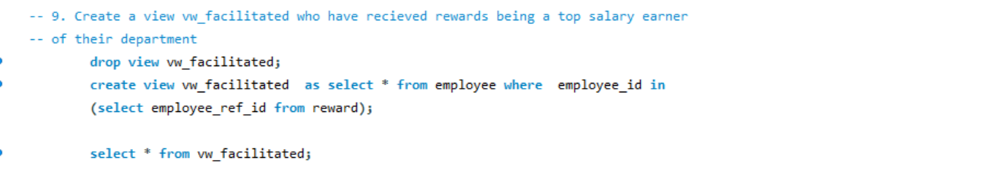 -- 9. Create a view vw_facilitated who have recieved rewards being a top salary earner
-- of their department
drop view vw_facilitated;
create view vw_facilitated  as select * from employee where  employee_id in
(select employee_ref_id from reward);
select * from vw_facilitated;